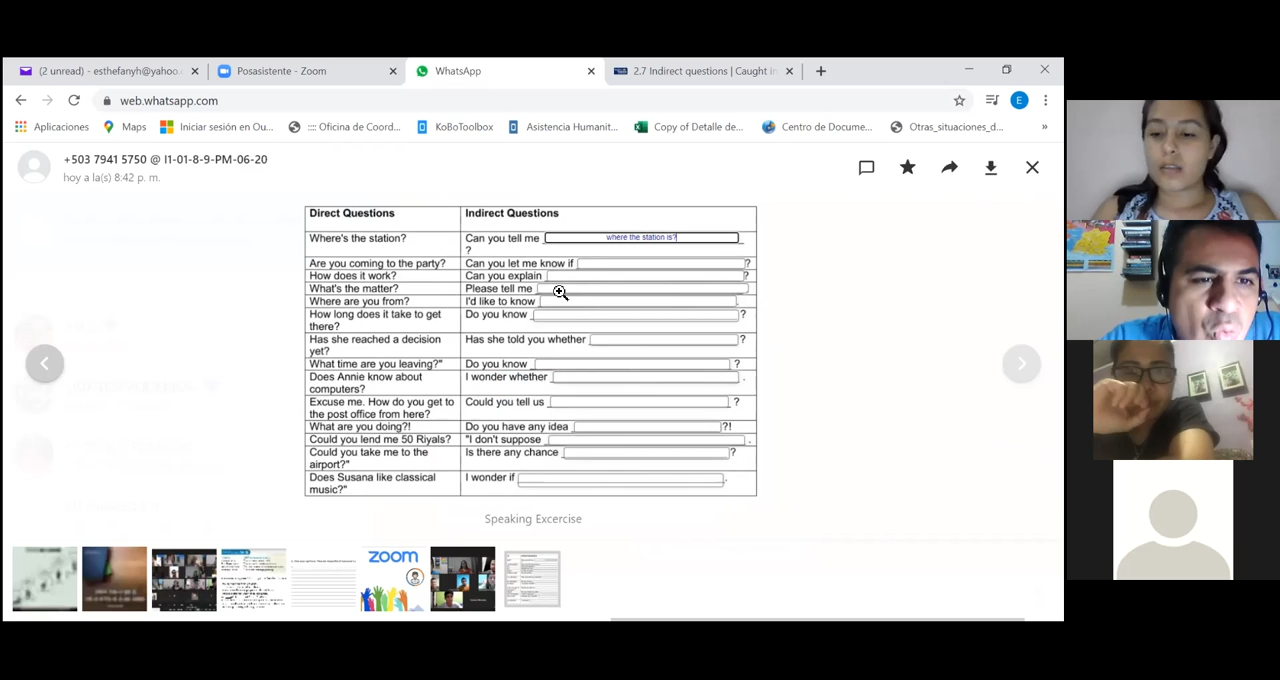 (2 unread) - esthefanyh@yahoo.
Posasistente - Zoom
WhatsApp
2.7 Indirect questions | Caught in
web.whatsapp.com
E
Aplicaciones
Maps
Iniciar sesión en Ou...
:::: Oficina de Coord...
KoBoToolbox
Asistencia Humanit...
Copy of Detalle de...
Centro de Docume...
Otras_situaciones_d...
»
+503 7941 5750 @ I1-01-8-9-PM-06-20
hoy a la(s) 8:42 p. m.
Direct Questions Indirect Questions
Where's the station? Can you tell me where the station is?
?
Are you coming to the party? Can you let me know if ?
How does it work? Can you explain ?
What's the matter? Please tell me
Where are you from? I'd like to know .
How long does it take to get Do you know ?
there?
Has she reached a decision Has she told you whether ?
yet?
What time are you leaving?" Do you know ?
Does Annie know about I wonder whether .
computers?
Excuse me. How do you get to Could you tell us ?
the post office from here?
What are you doing?! Do you have any idea ?!
Could you lend me 50 Riyals? "I don't suppose .
Could you take me to the Is there any chance ?
airport?"
Does Susana like classical I wonder if .
music?"
Speaking Excercise
zoom